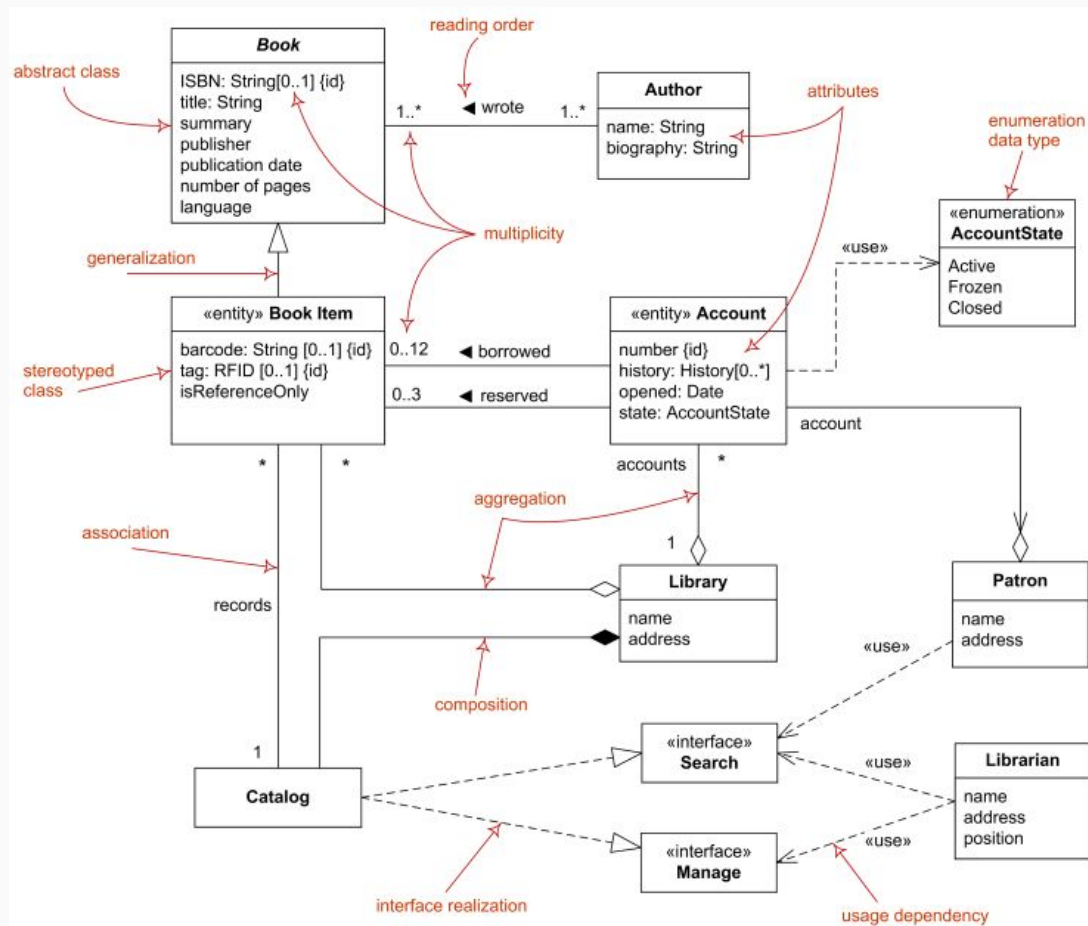 reading order
Book
abstract class
ISBN: String[0..1] {id}
title: String
summary
publisher
publication date
number of pages
language
1..*
◄ wrote
1..*
Author
name: String
biography: String
attributes
enumeration
data type
multiplicity
«enumeration»
AccountState
Active
Frozen
Closed
«use»
generalization
«entity» Book Item
barcode: String [0..1] {id}
tag: RFID [0..1] {id}
isReferenceOnly
stereotyped
class
0..12
◄ borrowed
0..3
◄ reserved
«entity» Account
number {id}
history: History[0..*]
opened: Date
state: AccountState
account
*
*
accounts
*
aggregation
association
1
Library
name
address
Patron
name
address
records
composition
«use»
1
Catalog
«interface»
Search
«use»
Librarian
name
address
position
«use»
«interface»
Manage
interface realization
usage dependency